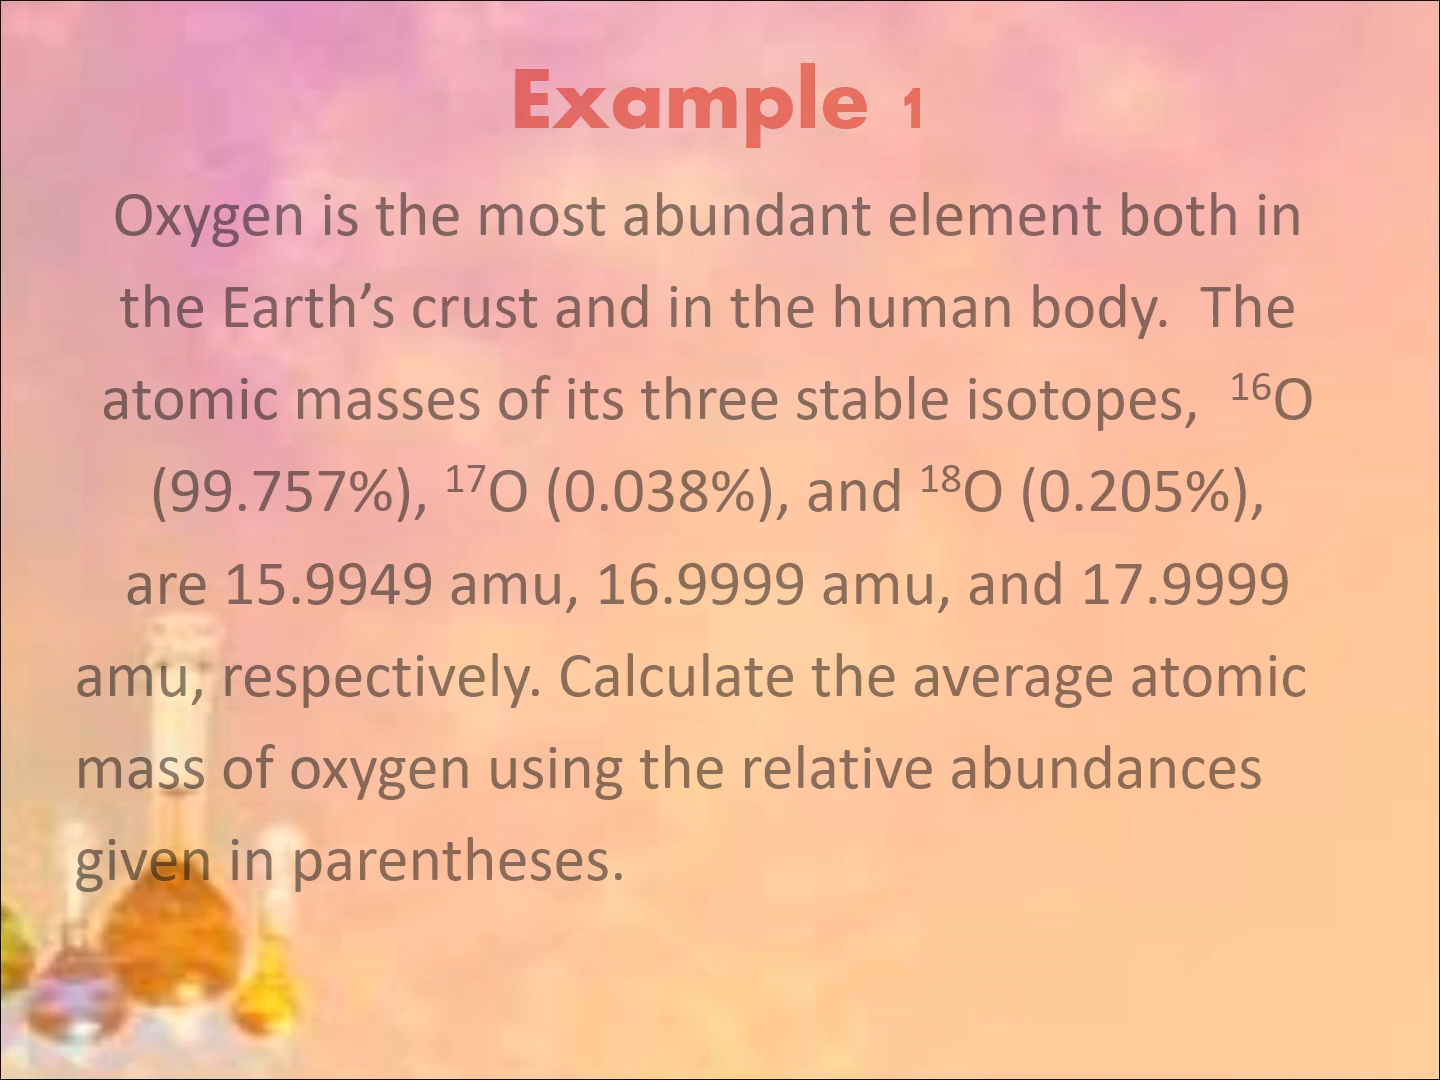 Example 1
Oxygen is the most abundant element both in
the Earth’s crust and in the human body.  The
atomic masses of its three stable isotopes,  ¹⁶O
(99.757%), ¹⁷O (0.038%), and ¹⁸O (0.205%),
are 15.9949 amu, 16.9999 amu, and 17.9999
amu, respectively. Calculate the average atomic
mass of oxygen using the relative abundances
given in parentheses.